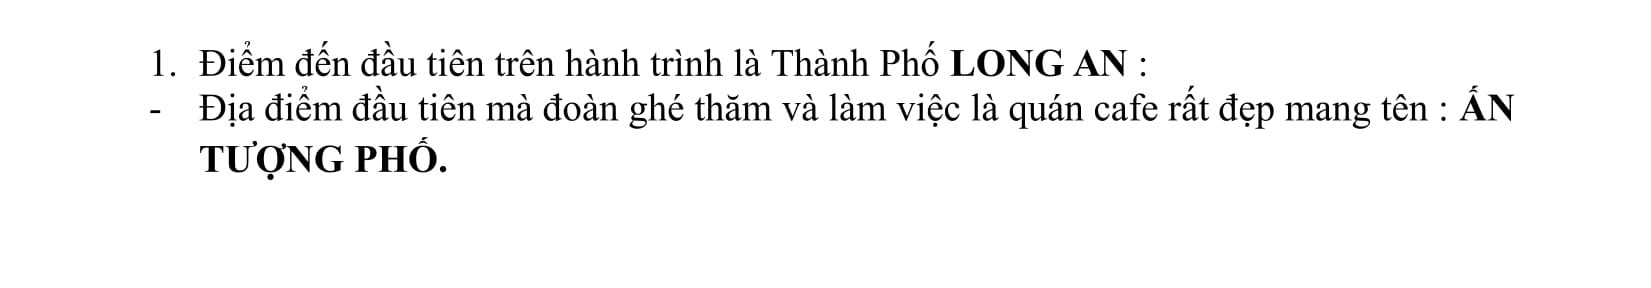 1. Điểm đến đầu tiên trên hành trình là Thành Phố LONG AN :
- Địa điểm đầu tiên mà đoàn ghé thăm và làm việc là quán cafe rất đẹp mang tên : ẤN
TƯỢNG PHỐ.